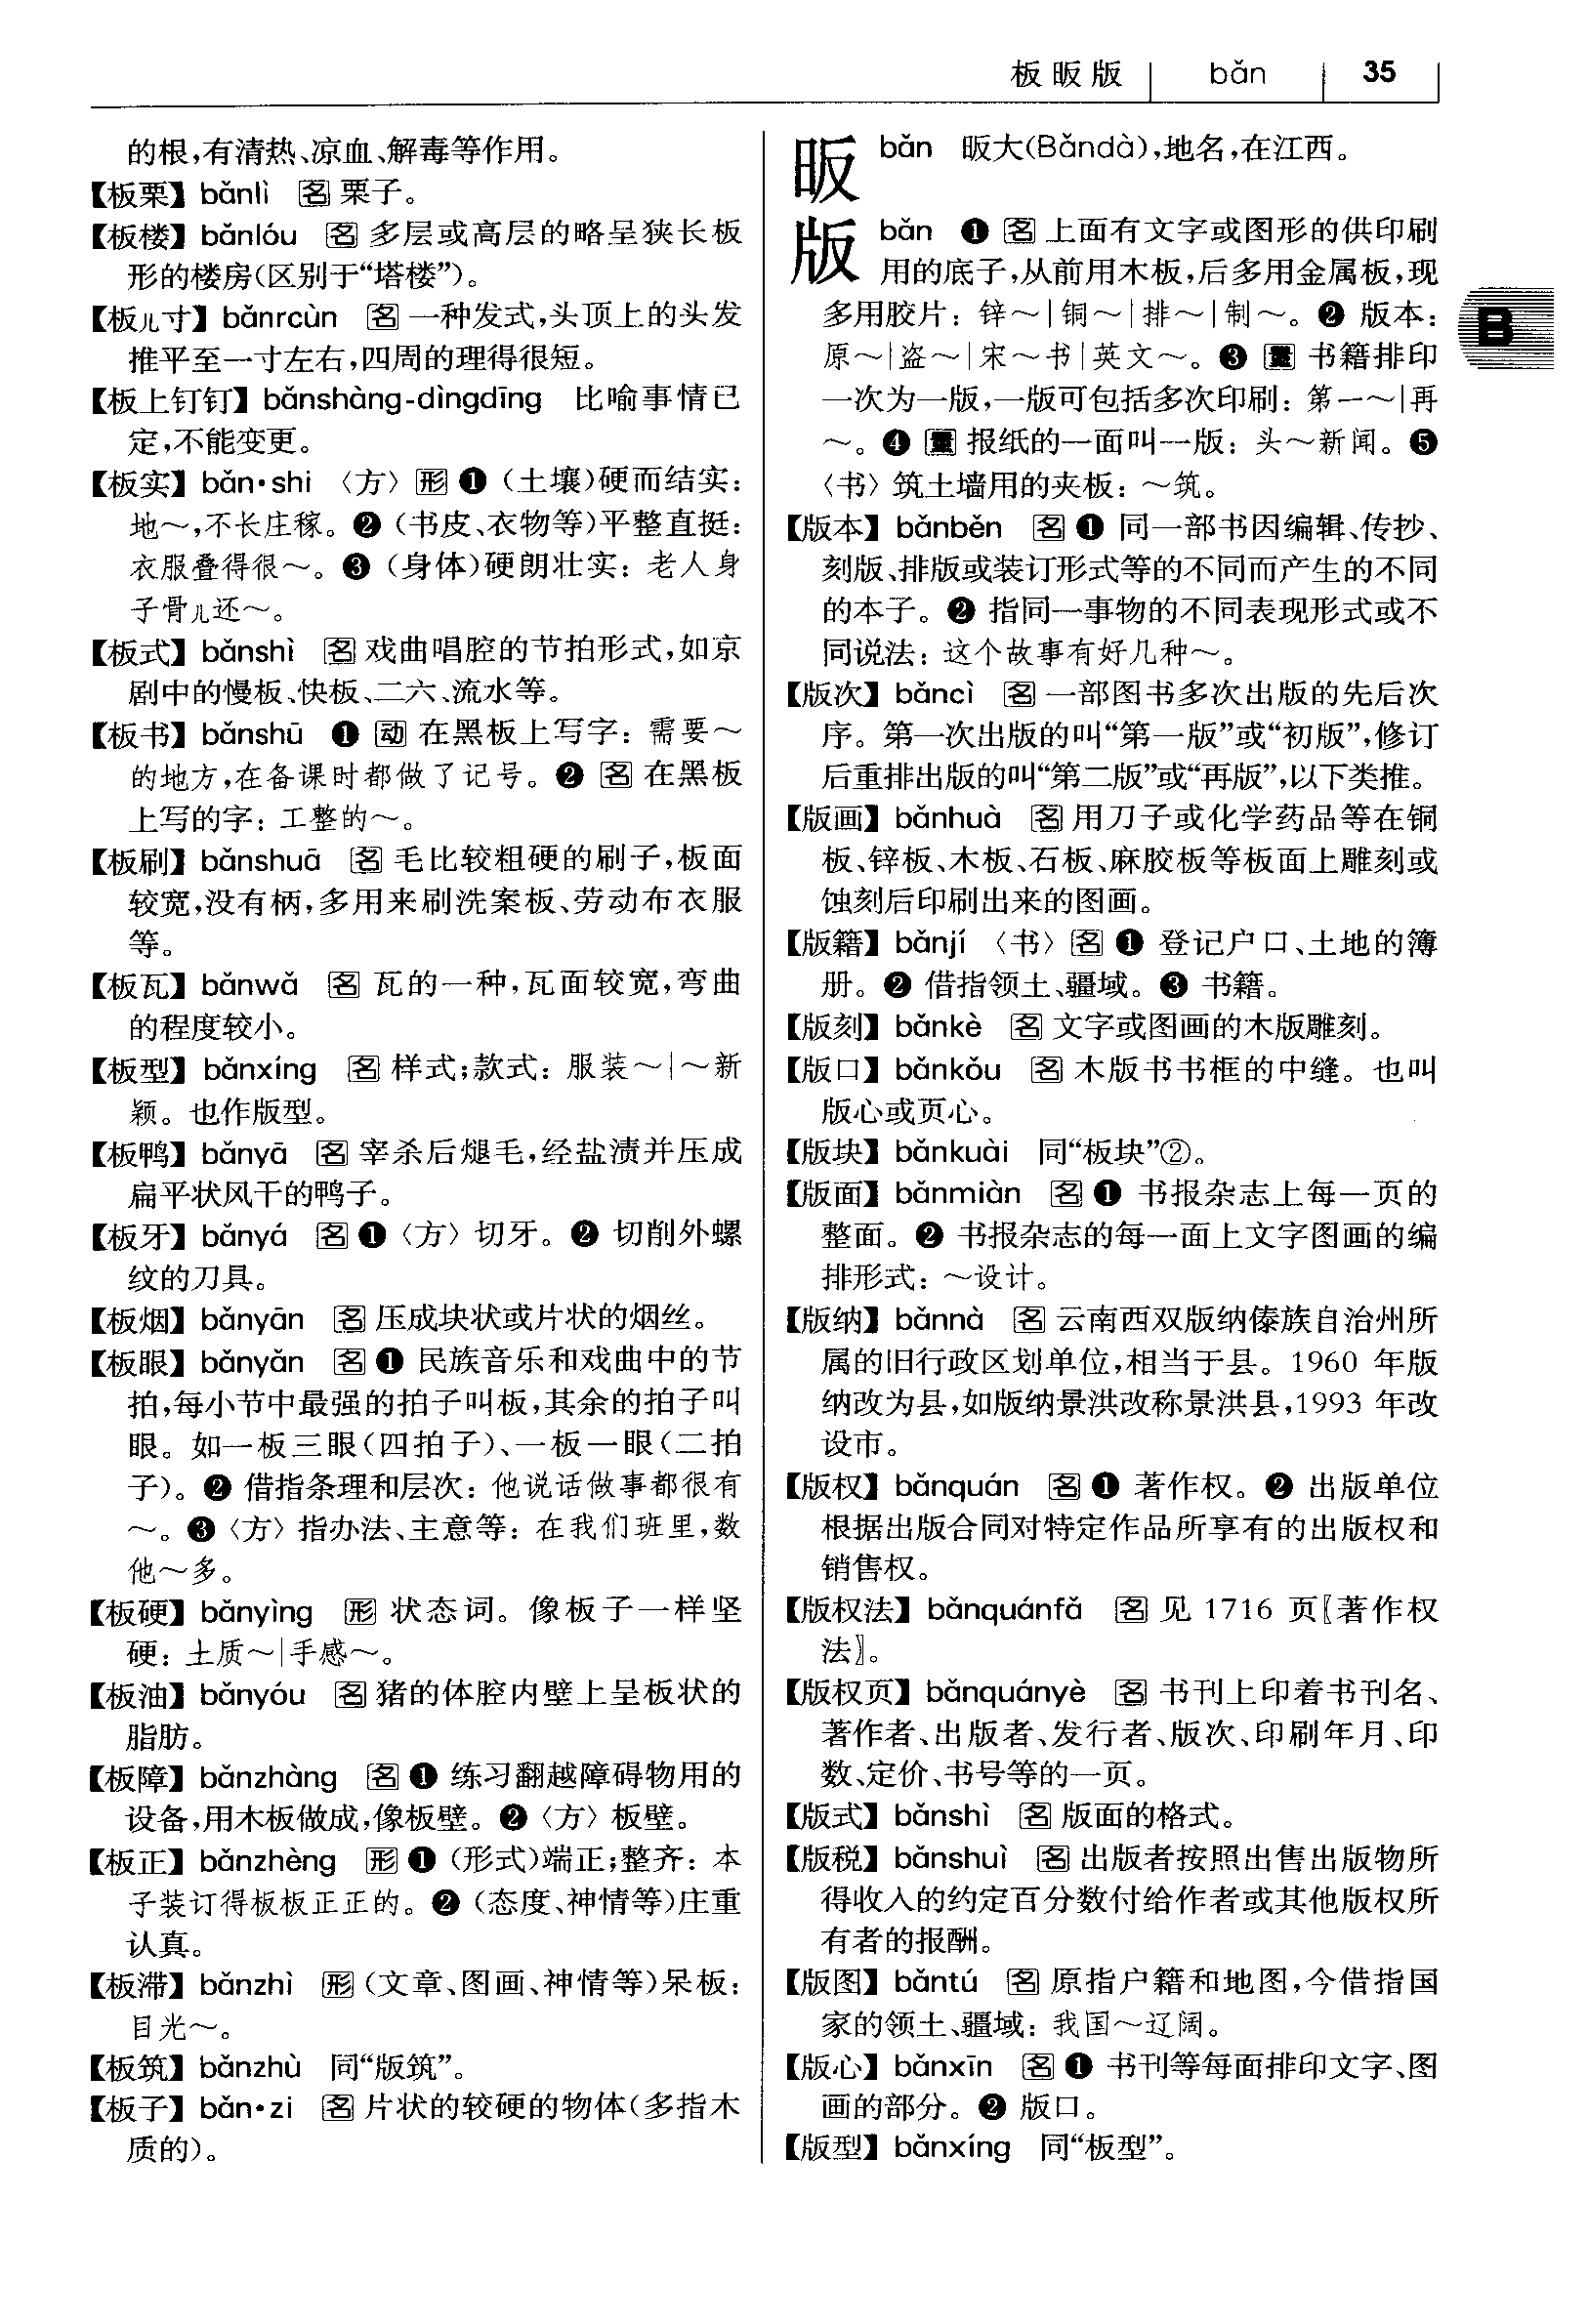 板昄版 bǎn 35
的根,有清热、凉血、解毒等作用。
【板栗】bǎnlì 名 栗子。
【板楼】bǎnlóu 名 多层或高层的略呈狭长板
形的楼房(区别于“塔楼”)。
【板儿寸】bǎnrcùn 名 一种发式,头顶上的头发
推平至一寸左右,四周的理得很短。
【板上钉钉】bǎnshàng-dìngdīng 比喻事情已
定,不能变更。
【板实】bǎn·shi 〈方〉 形 ❶ (土壤)硬而结实:
地～,不长庄稼。❷ (书皮、衣物等)平整直挺:
衣服叠得很～。❸ (身体)硬朗壮实: 老人身
子骨儿还～。
【板式】bǎnshì 名 戏曲唱腔的节拍形式,如京
剧中的慢板、快板、二六、流水等。
【板书】bǎnshū ❶ 动 在黑板上写字: 需要～
的地方,在备课时都做了记号。❷ 名 在黑板
上写的字: 工整的～。
【板刷】bǎnshuā 名 毛比较粗硬的刷子,板面
较宽,没有柄,多用来刷洗案板、劳动布衣服
等。
【板瓦】bǎnwǎ 名 瓦的一种,瓦面较宽,弯曲
的程度较小。
【板型】bǎnxíng 名 样式;款式: 服装～|～新
颖。也作版型。
【板鸭】bǎnyā 名 宰杀后煺毛,经盐渍并压成
扁平状风干的鸭子。
【板牙】bǎnyá 名 ❶〈方〉切牙。❷ 切削外螺
纹的刀具。
【板烟】bǎnyān 名 压成块状或片状的烟丝。
【板眼】bǎnyǎn 名 ❶ 民族音乐和戏曲中的节
拍,每小节中最强的拍子叫板,其余的拍子叫
眼。如一板三眼(四拍子)、一板一眼(二拍
子)。❷ 借指条理和层次: 他说话做事都很有
～。❸〈方〉指办法、主意等: 在我们班里,数
他～多。
【板硬】bǎnyìng 形 状态词。像板子一样坚
硬: 土质～|手感～。
【板油】bǎnyóu 名 猪的体腔内壁上呈板状的
脂肪。
【板障】bǎnzhàng 名 ❶ 练习翻越障碍物用的
设备,用木板做成,像板壁。❷〈方〉板壁。
【板正】bǎnzhèng 形 ❶ (形式)端正;整齐: 本
子装订得板板正正的。❷ (态度、神情等)庄重
认真。
【板滞】bǎnzhì 形 (文章、图画、神情等)呆板:
目光～。
【板筑】bǎnzhù 同“版筑”。
【板子】bǎn·zi 名 片状的较硬的物体(多指木
质的)。
昄 bǎn 昄大(Bǎndà),地名,在江西。
版 bǎn ❶ 名 上面有文字或图形的供印刷
用的底子,从前用木板,后多用金属板,现
多用胶片: 锌～|铜～|排～|制～。❷ 版本:
原～|盗～|宋～书|英文～。❸ 量 书籍排印
一次为一版,一版可包括多次印刷: 第一～|再
～。❹ 量 报纸的一面叫一版: 头～新闻。❺
〈书〉筑土墙用的夹板: ～筑。
【版本】bǎnběn 名 ❶ 同一部书因编辑、传抄、
刻版、排版或装订形式等的不同而产生的不同
的本子。❷ 指同一事物的不同表现形式或不
同说法: 这个故事有好几种～。
【版次】bǎncì 名 一部图书多次出版的先后次
序。第一次出版的叫“第一版”或“初版”,修订
后重排出版的叫“第二版”或“再版”,以下类推。
【版画】bǎnhuà 名 用刀子或化学药品等在铜
板、锌板、木板、石板、麻胶板等板面上雕刻或
蚀刻后印刷出来的图画。
【版籍】bǎnjí 〈书〉 名 ❶ 登记户口、土地的簿
册。❷ 借指领土、疆域。❸ 书籍。
【版刻】bǎnkè 名 文字或图画的木版雕刻。
【版口】bǎnkǒu 名 木版书书框的中缝。也叫
版心或页心。
【版块】bǎnkuài 同“板块”②。
【版面】bǎnmiàn 名 ❶ 书报杂志上每一页的
整面。❷ 书报杂志的每一面上文字图画的编
排形式: ～设计。
【版纳】bǎnnà 名 云南西双版纳傣族自治州所
属的旧行政区划单位,相当于县。1960 年版
纳改为县,如版纳景洪改称景洪县,1993 年改
设市。
【版权】bǎnquán 名 ❶ 著作权。❷ 出版单位
根据出版合同对特定作品所享有的出版权和
销售权。
【版权法】bǎnquánfǎ 名 见 1716 页〖著作权
法〗。
【版权页】bǎnquányè 名 书刊上印着书刊名、
著作者、出版者、发行者、版次、印刷年月、印
数、定价、书号等的一页。
【版式】bǎnshì 名 版面的格式。
【版税】bǎnshuì 名 出版者按照出售出版物所
得收入的约定百分数付给作者或其他版权所
有者的报酬。
【版图】bǎntú 名 原指户籍和地图,今借指国
家的领土、疆域: 我国～辽阔。
【版心】bǎnxīn 名 ❶ 书刊等每面排印文字、图
画的部分。❷ 版口。
【版型】bǎnxíng 同“板型”。
B